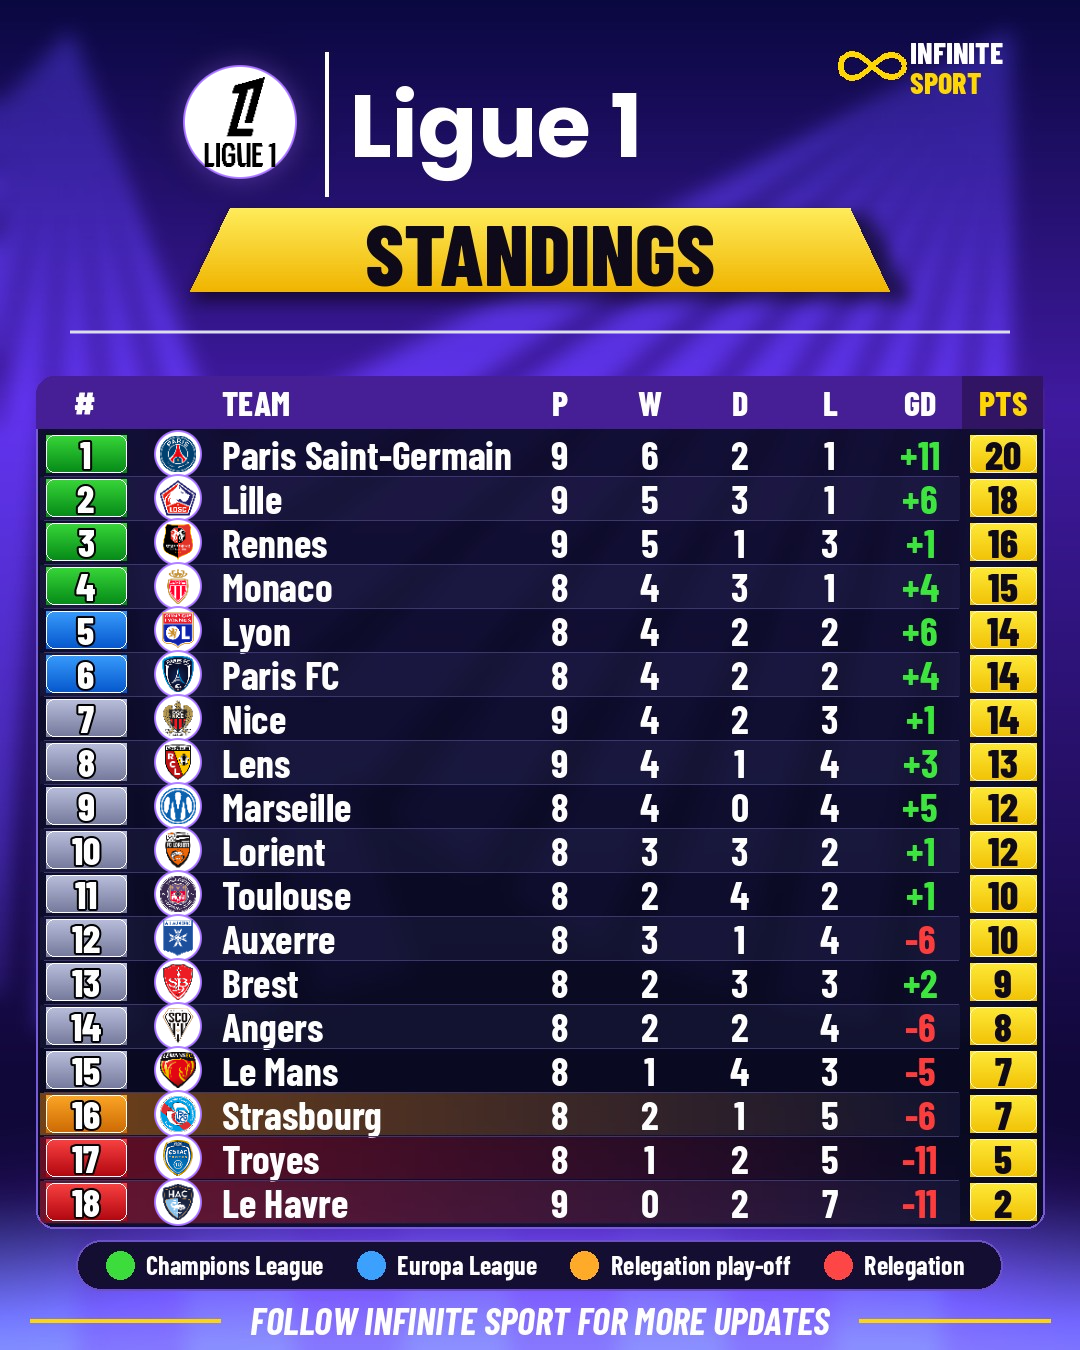 INFINITE
SPORT
LIGUE 1
Ligue 1
STANDINGS
# TEAM P W D L GD PTS
1 Paris Saint-Germain 9 6 2 1 +11 20
2 Lille 9 5 3 1 +6 18
3 Rennes 9 5 1 3 +1 16
4 Monaco 8 4 3 1 +4 15
5 Lyon 8 4 2 2 +6 14
6 Paris FC 8 4 2 2 +4 14
7 Nice 9 4 2 3 +1 14
8 Lens 9 4 1 4 +3 13
9 Marseille 8 4 0 4 +5 12
10 Lorient 8 3 3 2 +1 12
11 Toulouse 8 2 4 2 +1 10
12 Auxerre 8 3 1 4 -6 10
13 Brest 8 2 3 3 +2 9
14 Angers 8 2 2 4 -6 8
15 Le Mans 8 1 4 3 -5 7
16 Strasbourg 8 2 1 5 -6 7
17 Troyes 8 1 2 5 -11 5
18 Le Havre 9 0 2 7 -11 2
Champions League Europa League Relegation play-off Relegation
FOLLOW INFINITE SPORT FOR MORE UPDATES